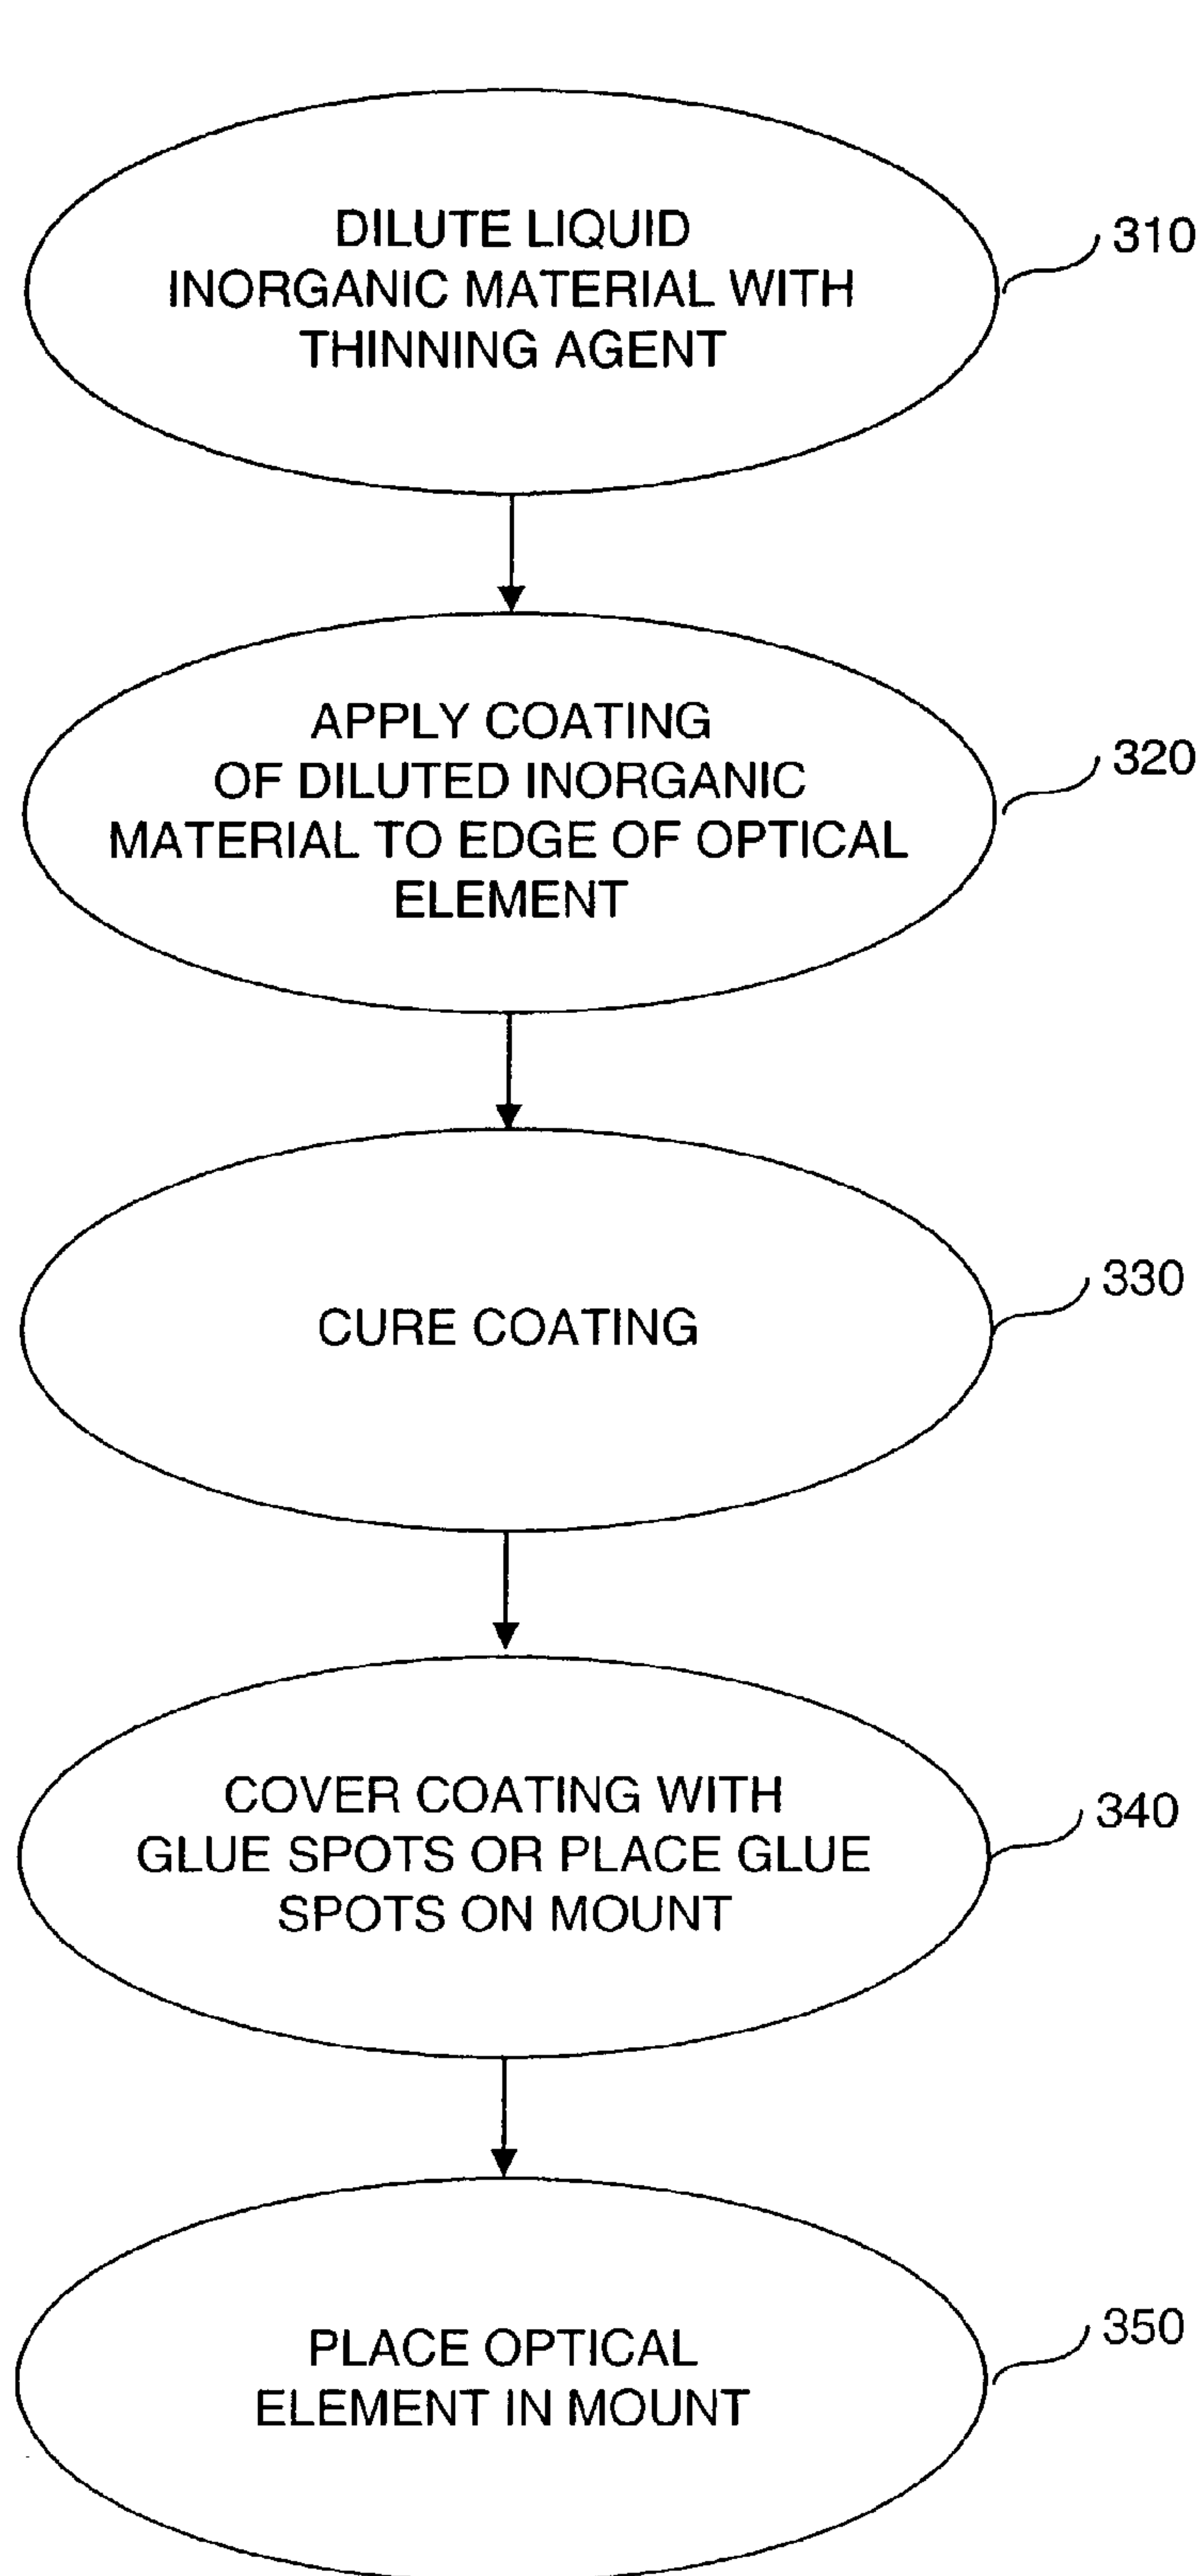 DILUTE LIQUID
INORGANIC MATERIAL WITH
THINNING AGENT
310
APPLY COATING
OF DILUTED INORGANIC
MATERIAL TO EDGE OF OPTICAL
ELEMENT
320
CURE COATING
330
COVER COATING WITH
GLUE SPOTS OR PLACE GLUE
SPOTS ON MOUNT
340
PLACE OPTICAL
ELEMENT IN MOUNT
350